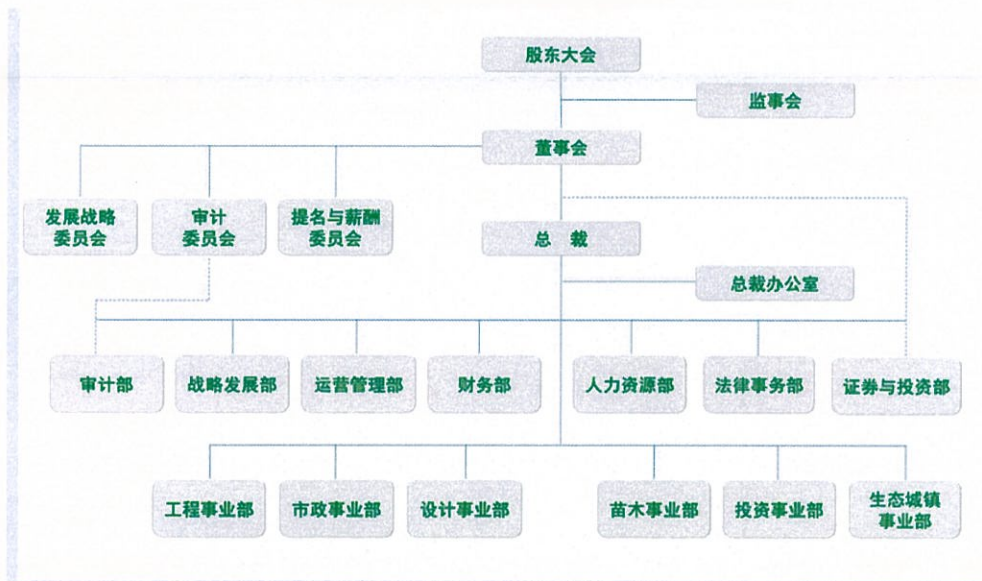 股东大会
监事会
董事会
发展战略
委员会
审计
委员会
提名与薪酬
委员会
总 裁
总裁办公室
审计部
战略发展部
运营管理部
财务部
人力资源部
法律事务部
证券与投资部
工程事业部
市政事业部
设计事业部
苗木事业部
投资事业部
生态城镇
事业部